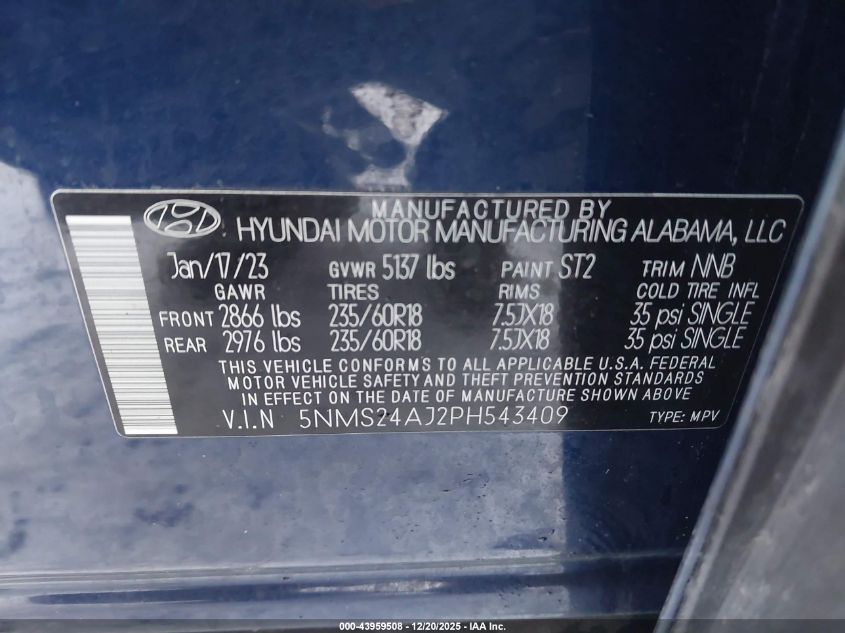 MANUFACTURED BY
HYUNDAI MOTOR MANUFACTURING ALABAMA, LLC
Jan/17/23 GVWR 5137 lbs PAINT ST2 TRIM NNB
GAWR TIRES RIMS COLD TIRE INFL
FRONT 2866 lbs 235/60R18 7.5JX18 35 psi SINGLE
REAR 2976 lbs 235/60R18 7.5JX18 35 psi SINGLE
THIS VEHICLE CONFORMS TO ALL APPLICABLE U.S.A. FEDERAL
MOTOR VEHICLE SAFETY AND THEFT PREVENTION STANDARDS
IN EFFECT ON THE DATE OF MANUFACTURE SHOWN ABOVE
V.I.N 5NMS24AJ2PH543409 TYPE: MPV
000-43959508 - 12/20/2025 - IAA Inc.